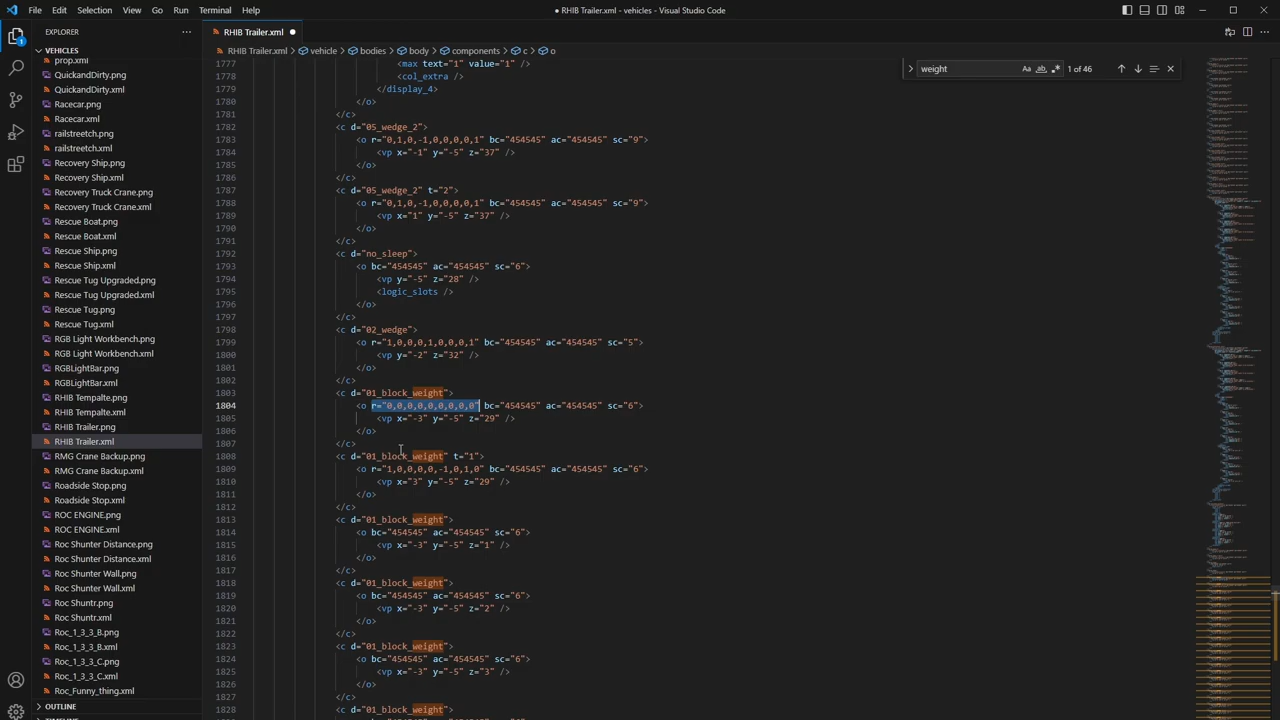 File Edit Selection View Go Run Terminal Help
● RHIB Trailer.xml - vehicles - Visual Studio Code
EXPLORER
VEHICLES
prop.xml
QuickandDirty.png
QuickandDirty.xml
Racecar.png
Racecar.xml
railstreetch.png
railstreetch.xml
Recovery Ship.png
Recovery Ship.xml
Recovery Truck Crane.png
Recovery Truck Crane.xml
Rescue Boat.png
Rescue Boat.xml
Rescue Ship.png
Rescue Ship.xml
Rescue Tug Upgraded.png
Rescue Tug Upgraded.xml
Rescue Tug.png
Rescue Tug.xml
RGB Light Workbench.png
RGB Light Workbench.xml
RGBLightBar.png
RGBLightBar.xml
RHIB Tempalte.png
RHIB Tempalte.xml
RHIB Trailer.png
RHIB Trailer.xml
RMG Crane Backup.png
RMG Crane Backup.xml
Roadside Stop.png
Roadside Stop.xml
ROC ENGINE.png
ROC ENGINE.xml
Roc Shunter Distance.png
Roc Shunter Distance.xml
Roc Shunter Wall.png
Roc Shunter Wall.xml
Roc Shuntr.png
Roc Shuntr.xml
Roc_1_3_3_B.png
Roc_1_3_3_B.xml
Roc_1_3_3_C.png
Roc_1_3_3_C.xml
Roc_Funny_thing.xml
OUTLINE
RHIB Trailer.xml ●
RHIB Trailer.xml > vehicle > bodies > body > components > c > o
weight
Aa ab .* 1 of 46
1777 <max text="1" value="1" />
1778 <col_extra />
1779 </display_4>
1780 </o>
1781 </c>
1782 <c d="05_wedge_2">
1783 <o r="0,1,0,-1,0,0,0,0,1" bc="454545" ac="454545" sc="9">
1784 <vp x="-1" y="-5" z="37" />
1785 </o>
1786 </c>
1787 <c d="05_wedge_2" t="2">
1788 <o r="0,1,0,-1,0,0,0,0,1" bc="454545" ac="454545" sc="9">
1789 <vp x="1" y="-5" z="37" />
1790 </o>
1791 </c>
1792 <c d="no_sleep">
1793 <o bc="454545" ac="454545" sc="6">
1794 <vp y="-5" z="28" />
1795 <logic_slots />
1796 </o>
1797 </c>
1798 <c d="02_wedge">
1799 <o r="1,0,0,0,1,0,0,0,1" bc="454545" ac="454545" sc="5">
1800 <vp y="-2" z="32" />
1801 </o>
1802 </c>
1803 <c d="01_block_weight">
1804 <o r="0,0,0,0,0,0,0,0,0" bc="454545" ac="454545" sc="6">
1805 <vp x="-3" y="-5" z="29" />
1806 </o>
1807 </c>
1808 <c d="01_block_weight" t="1">
1809 <o r="1,0,0,0,0,-1,0,1,0" bc="454545" ac="454545" sc="6">
1810 <vp x="3" y="-5" z="29" />
1811 </o>
1812 </c>
1813 <c d="01_block_weight">
1814 <o bc="454545" ac="454545" sc="6">
1815 <vp x="-3" y="-5" z="1" />
1816 </o>
1817 </c>
1818 <c d="01_block_weight">
1819 <o bc="454545" ac="454545" sc="6">
1820 <vp x="-3" y="-5" z="2" />
1821 </o>
1822 </c>
1823 <c d="01_block_weight">
1824 <o bc="454545" ac="454545" sc="6">
1825 <vp x="-3" y="-5" z="3" />
1826 </o>
1827 </c>
1828 <c d="01_block_weight">